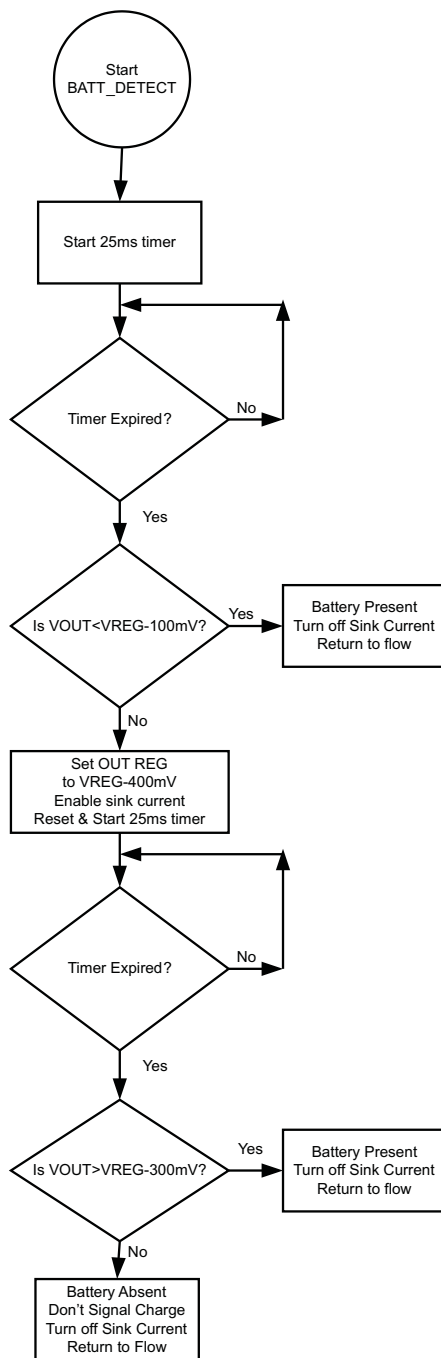 Start
BATT_DETECT
Start 25ms timer
Timer Expired?
No
Yes
Is VOUT<VREG-100mV?
Yes
Battery Present
Turn off Sink Current
Return to flow
No
Set OUT REG
to VREG-400mV
Enable sink current
Reset & Start 25ms timer
Timer Expired?
No
Yes
Is VOUT>VREG-300mV?
Yes
Battery Present
Turn off Sink Current
Return to flow
No
Battery Absent
Don't Signal Charge
Turn off Sink Current
Return to Flow